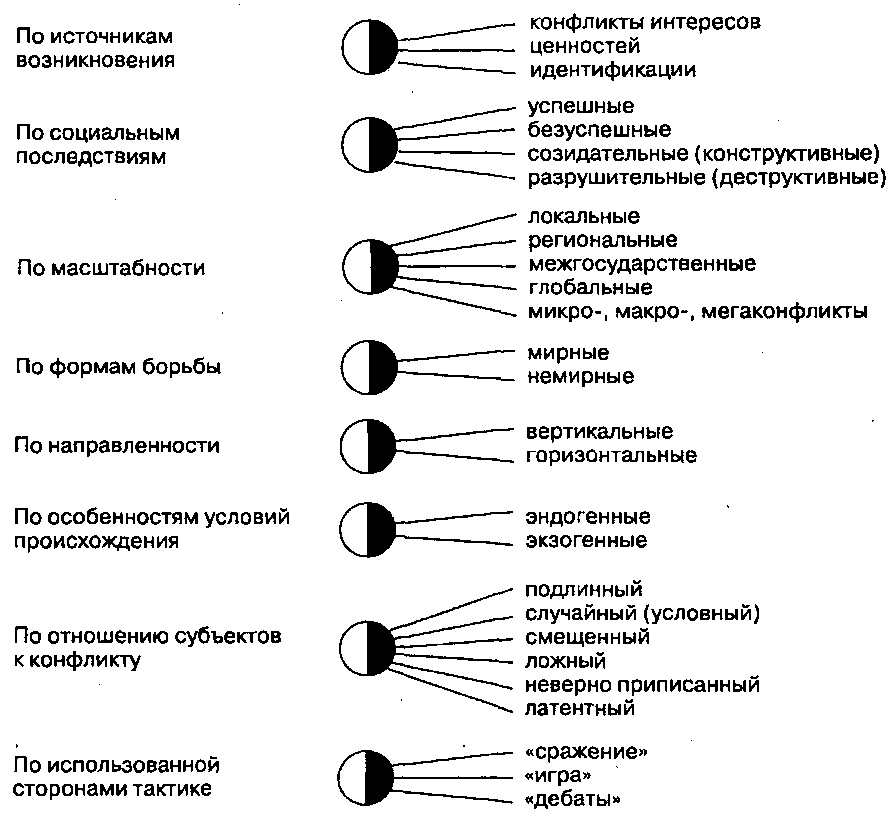 По источникам
возникновения
конфликты интересов
ценностей
идентификации
По социальным
последствиям
успешные
безуспешные
созидательные (конструктивные)
разрушительные (деструктивные)
По масштабности
локальные
региональные
межгосударственные
глобальные
микро-, макро-, мегаконфликты
По формам борьбы
мирные
немирные
По направленности
вертикальные
горизонтальные
По особенностям условий
происхождения
эндогенные
экзогенные
По отношению субъектов
к конфликту
подлинный
случайный (условный)
смещенный
ложный
неверно приписанный
латентный
По использованной
сторонами тактике
«сражение»
«игра»
«дебаты»